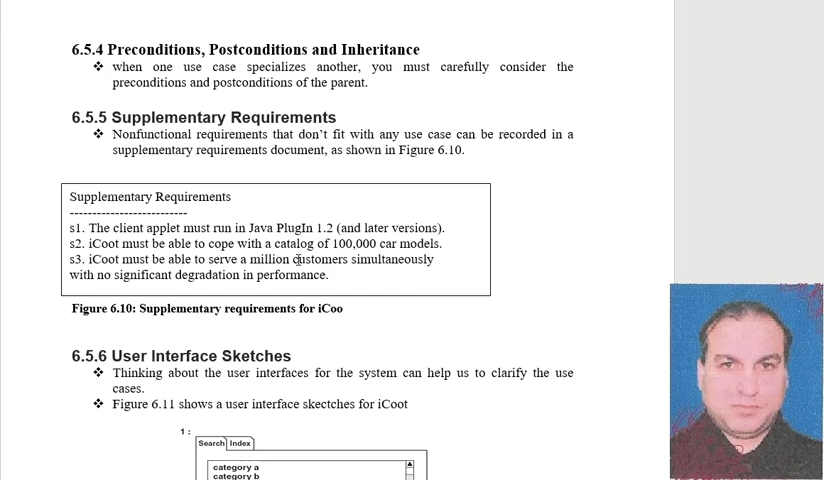 6.5.4 Preconditions, Postconditions and Inheritance
❖ when one use case specializes another, you must carefully consider the
preconditions and postconditions of the parent.
6.5.5 Supplementary Requirements
❖ Nonfunctional requirements that don’t fit with any use case can be recorded in a
supplementary requirements document, as shown in Figure 6.10.
Supplementary Requirements
--------------------------
s1. The client applet must run in Java PlugIn 1.2 (and later versions).
s2. iCoot must be able to cope with a catalog of 100,000 car models.
s3. iCoot must be able to serve a million customers simultaneously
with no significant degradation in performance.
Figure 6.10: Supplementary requirements for iCoo
6.5.6 User Interface Sketches
❖ Thinking about the user interfaces for the system can help us to clarify the use
cases.
❖ Figure 6.11 shows a user interface skectches for iCoot
1 :
Search Index
category a
category b